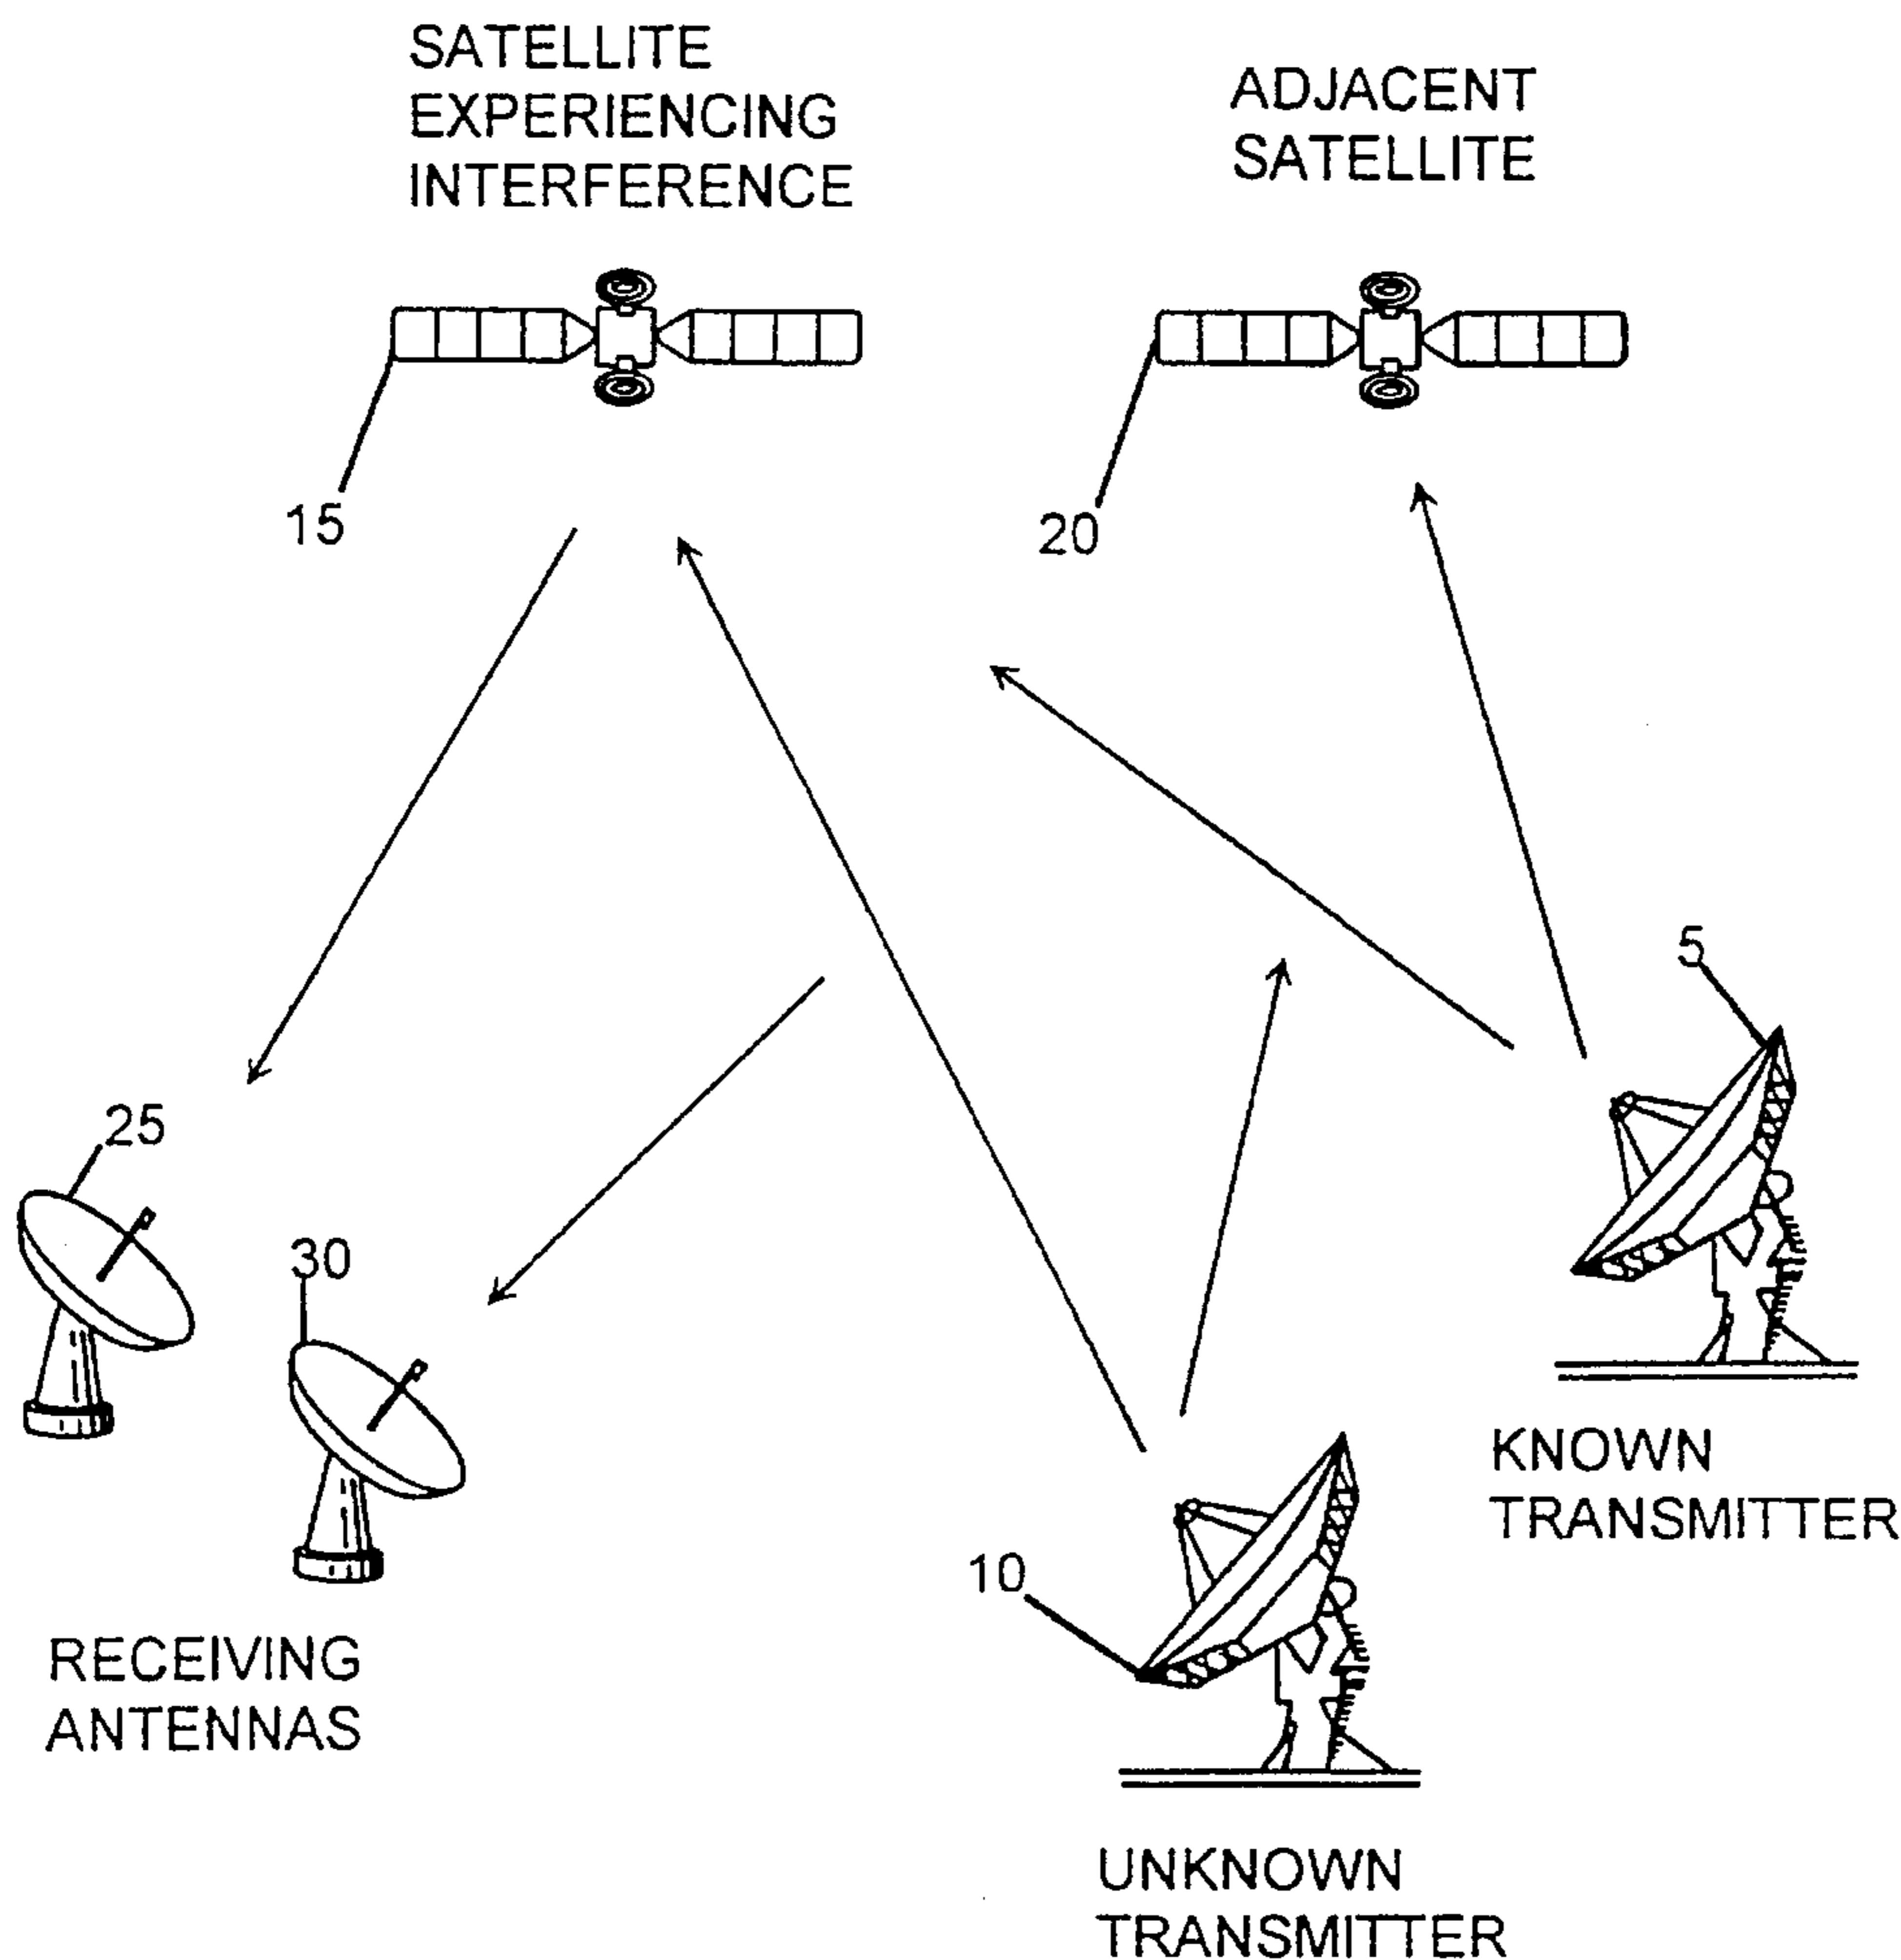 SATELLITE
EXPERIENCING
INTERFERENCE
ADJACENT
SATELLITE
15
20
5
25
30
KNOWN
TRANSMITTER
10
RECEIVING
ANTENNAS
UNKNOWN
TRANSMITTER